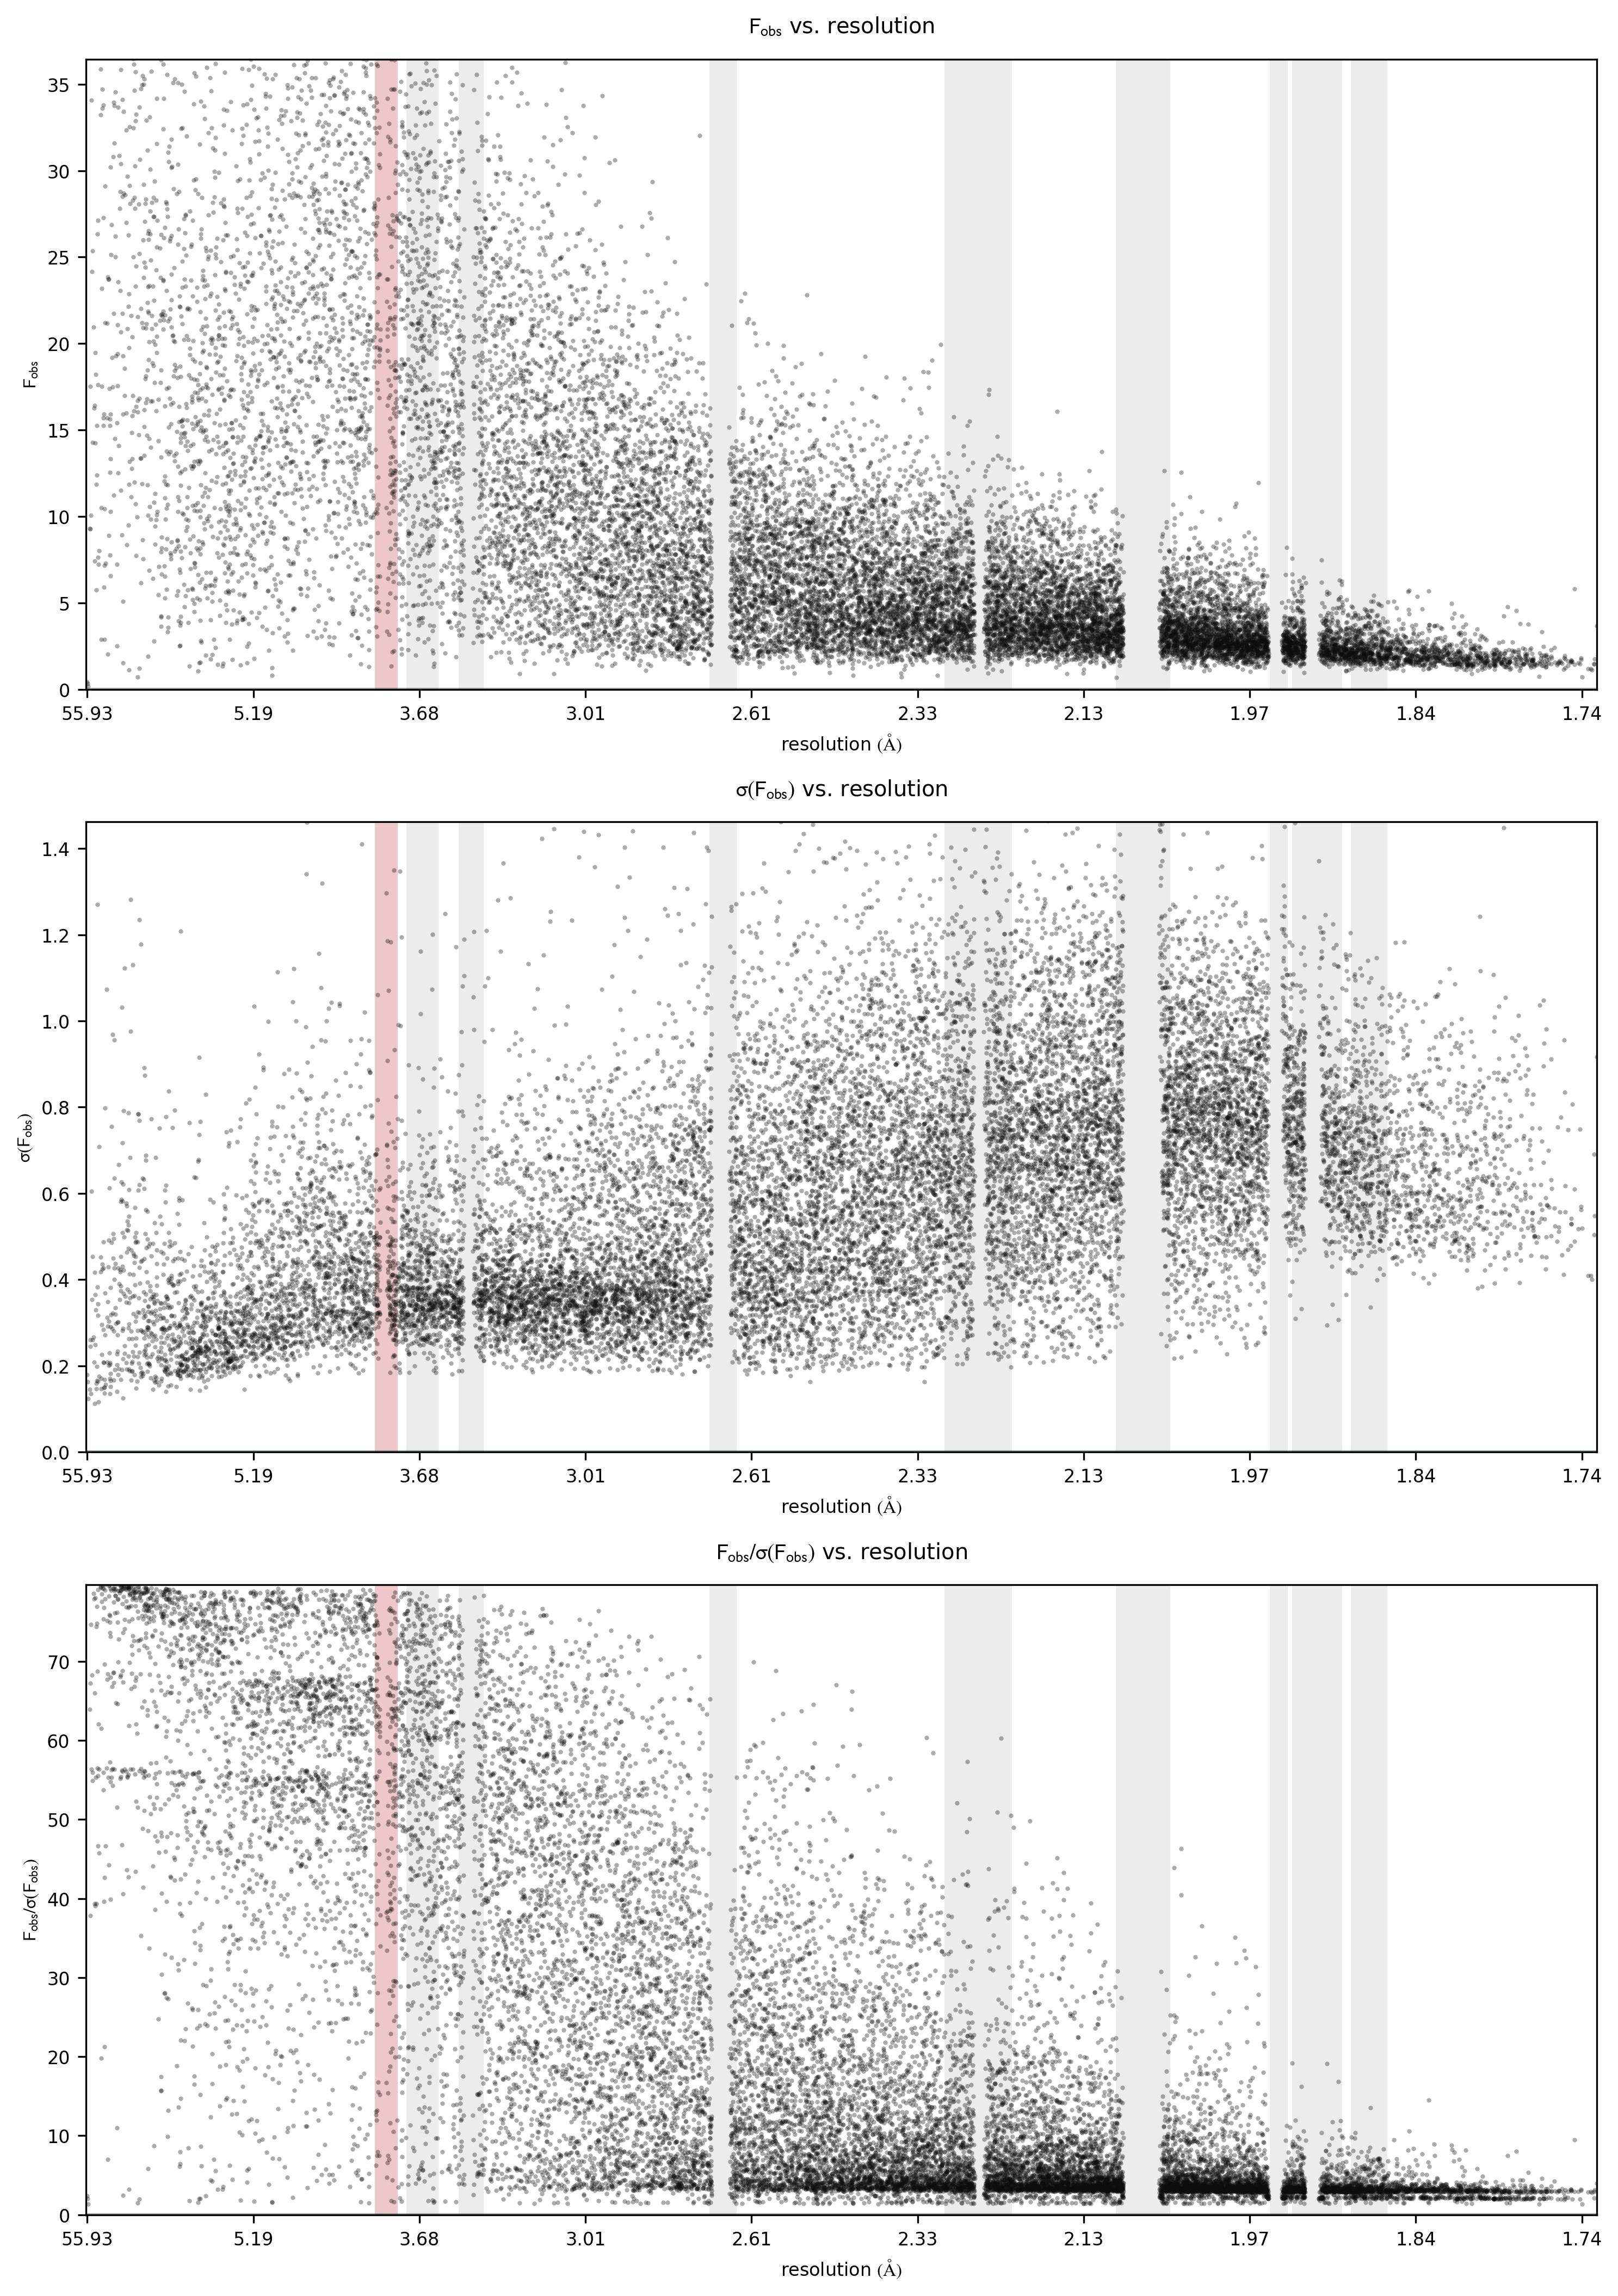 Fobs vs. resolution
35
30
25
20
15
10
5
0
Fobs
55.93 5.19 3.68 3.01 2.61 2.33 2.13 1.97 1.84 1.74
resolution (Å)
σ(Fobs) vs. resolution
1.4
1.2
1.0
0.8
0.6
0.4
0.2
0.0
σ(Fobs)
55.93 5.19 3.68 3.01 2.61 2.33 2.13 1.97 1.84 1.74
resolution (Å)
Fobs/σ(Fobs) vs. resolution
70
60
50
40
30
20
10
0
Fobs/σ(Fobs)
55.93 5.19 3.68 3.01 2.61 2.33 2.13 1.97 1.84 1.74
resolution (Å)